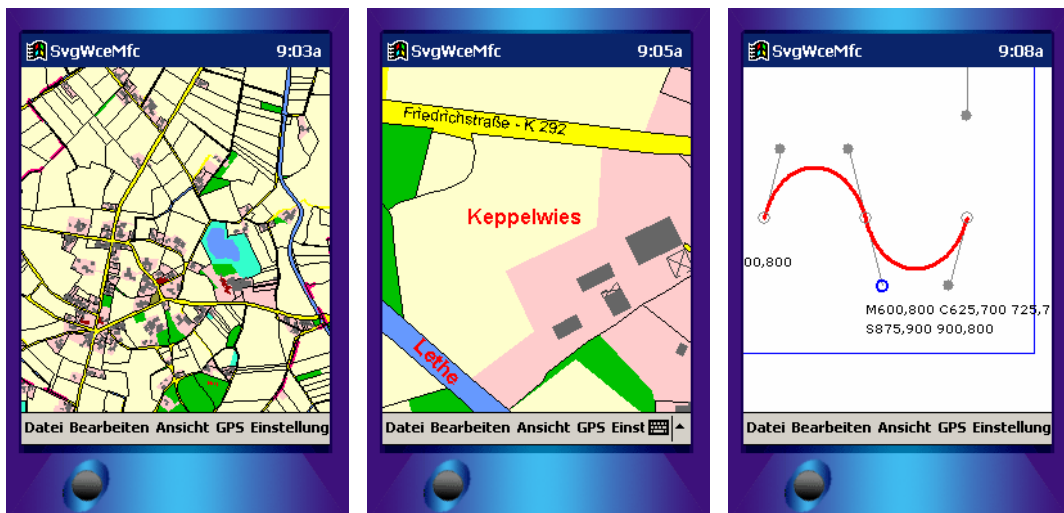 SvgWceMfc 9:03a
Datei Bearbeiten Ansicht GPS Einstellung
SvgWceMfc 9:05a
Friedrichstraße - K 292
Keppelwies
Lethe
Datei Bearbeiten Ansicht GPS Einst
SvgWceMfc 9:08a
00,800
M600,800 C625,700 725,7
S875,900 900,800
Datei Bearbeiten Ansicht GPS Einstellung